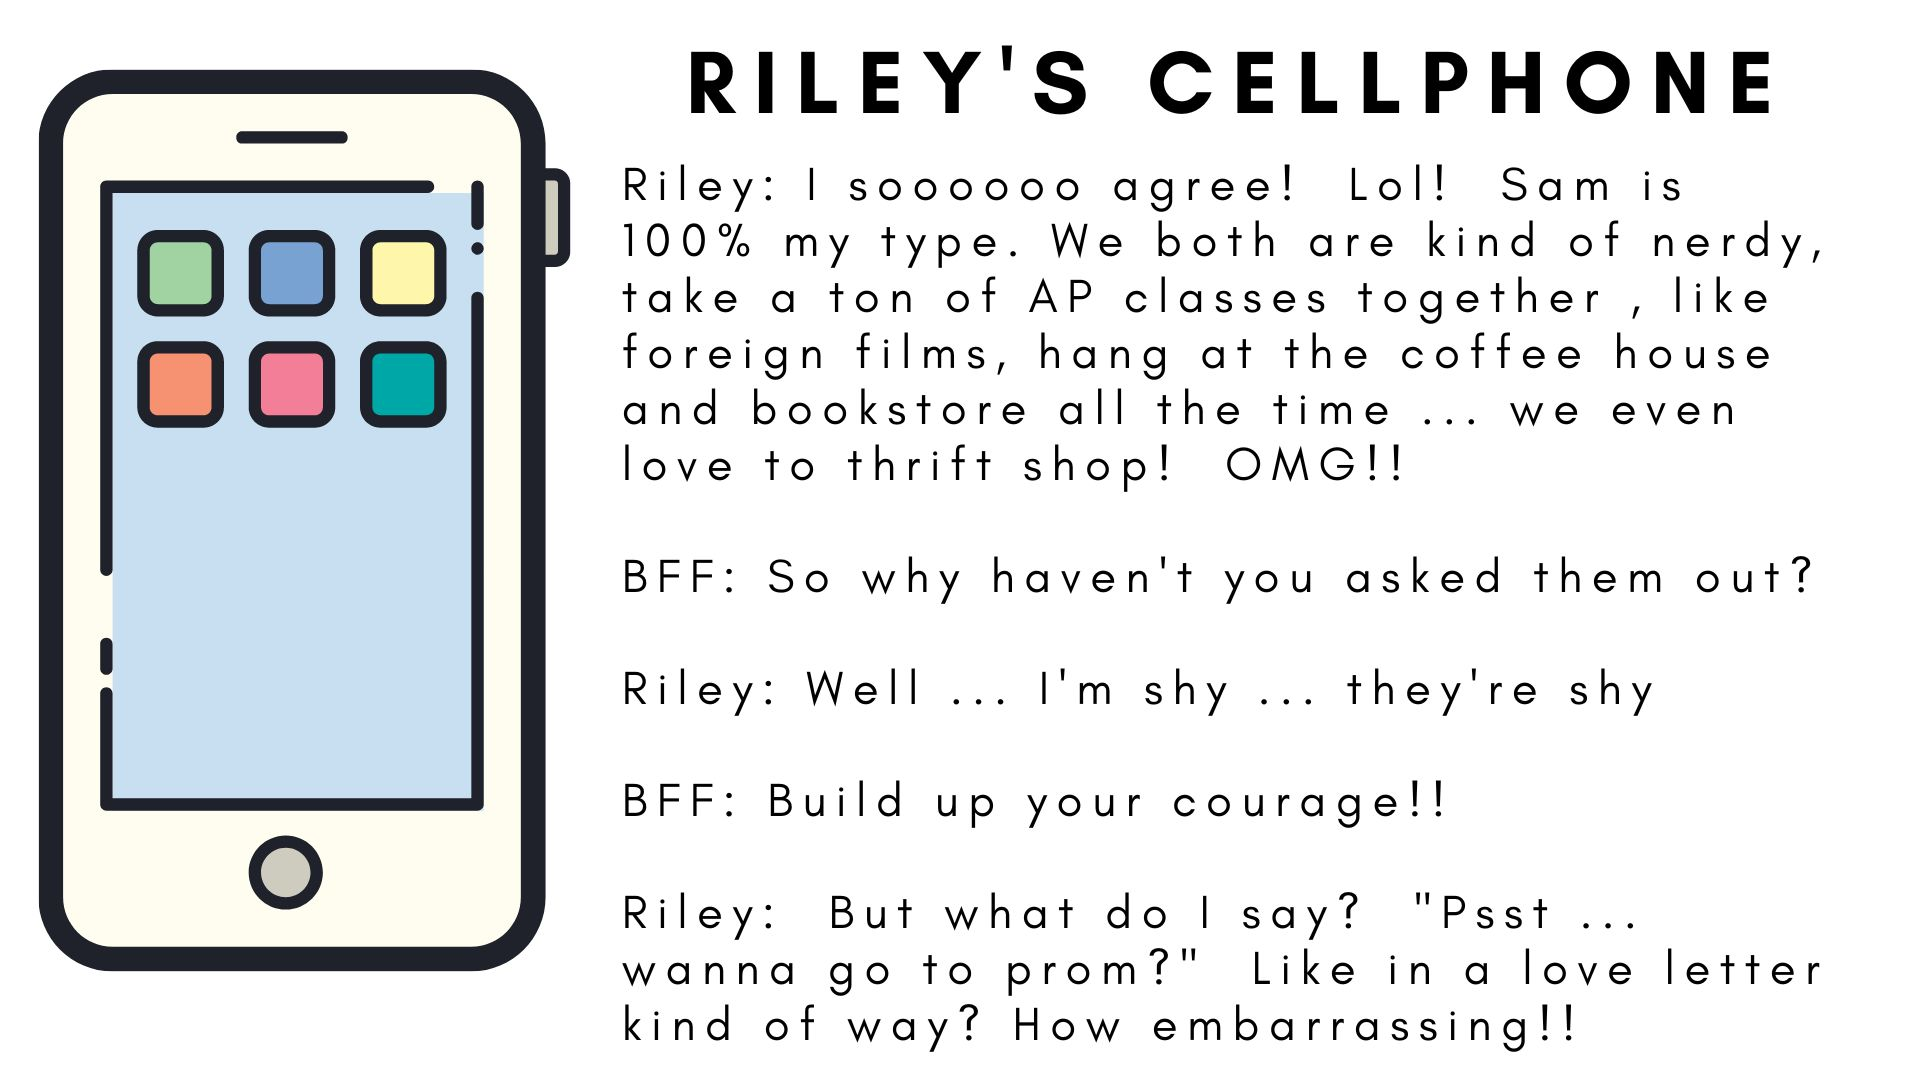 RILEY'S CELLPHONE
Riley: I soooooo agree!  Lol!  Sam is
100% my type. We both are kind of nerdy,
take a ton of AP classes together , like
foreign films, hang at the coffee house
and bookstore all the time ... we even
love to thrift shop!  OMG!!
BFF: So why haven't you asked them out?
Riley: Well ... I'm shy ... they're shy
BFF: Build up your courage!!
Riley:  But what do I say?  "Psst ...
wanna go to prom?"  Like in a love letter
kind of way? How embarrassing!!